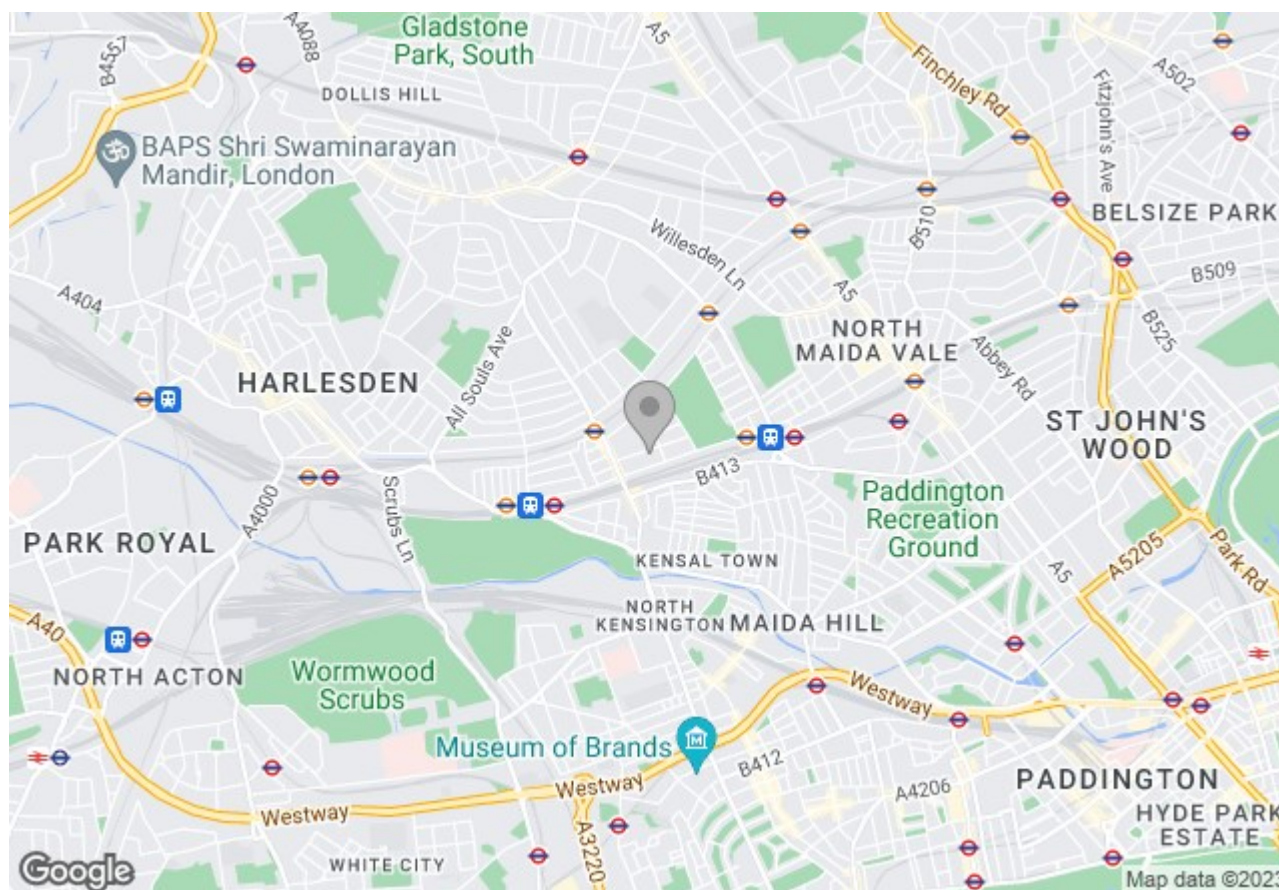 Gladstone
Park, South
A4088
B4557
A5
Finchley Rd
A502
Fitzjohn's Ave
DOLLIS HILL
BAPS Shri Swaminarayan
Mandir, London
BELSIZE PARK
B510
Willesden Ln
B509
A404
A5
B525
NORTH
MAIDA VALE
Abbey Rd
HARLESDEN
All Souls Ave
ST JOHN'S
WOOD
B413
A4000
Scrubs Ln
Paddington
Recreation
Ground
PARK ROYAL
A5205
Park Rd
KENSAL TOWN
A5
A40
NORTH
KENSINGTON
MAIDA HILL
NORTH ACTON
Wormwood
Scrubs
Westway
Museum of Brands
B412
PADDINGTON
Westway
A4206
Westway
HYDE PARK
ESTATE
A3220
WHITE CITY
Google
Map data ©202